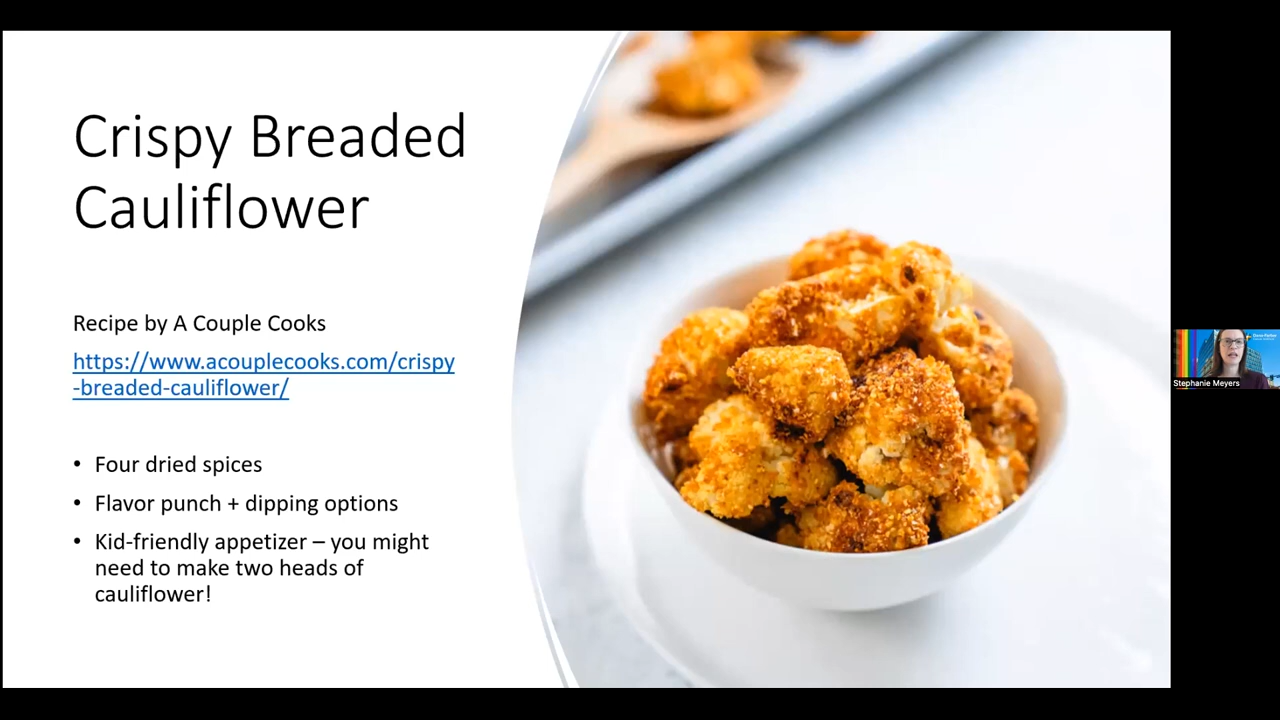 Crispy Breaded
Cauliflower
Recipe by A Couple Cooks
https://www.acouplecooks.com/crispy
-breaded-cauliflower/
• Four dried spices
• Flavor punch + dipping options
• Kid-friendly appetizer – you might
need to make two heads of
cauliflower!
Stephanie Meyers